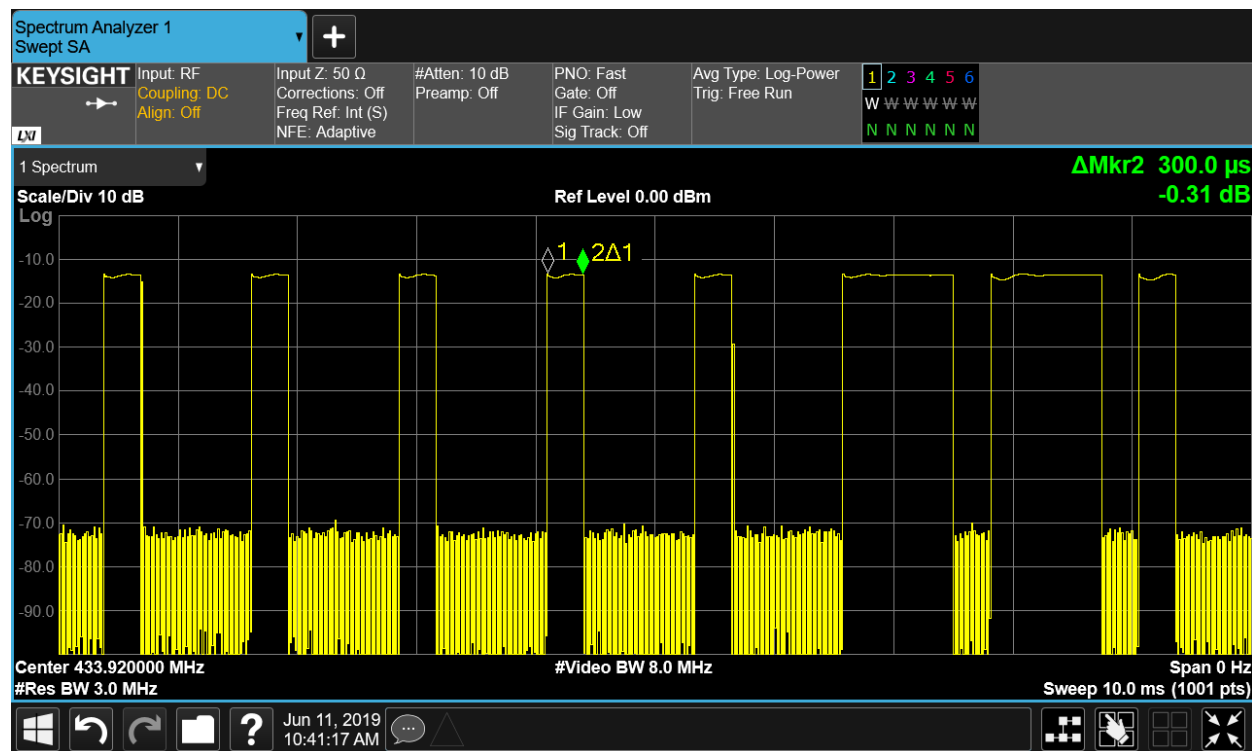 Spectrum Analyzer 1
Swept SA
KEYSIGHT
LXI
Input: RF
Coupling: DC
Align: Off
Input Z: 50 Ω
Corrections: Off
Freq Ref: Int (S)
NFE: Adaptive
#Atten: 10 dB
Preamp: Off
PNO: Fast
Gate: Off
IF Gain: Low
Sig Track: Off
Avg Type: Log-Power
Trig: Free Run
1 2 3 4 5 6
W W W W W W
N N N N N N
1 Spectrum
ΔMkr2 300.0 µs
-0.31 dB
Scale/Div 10 dB
Ref Level 0.00 dBm
Log
1
2Δ1
-10.0
-20.0
-30.0
-40.0
-50.0
-60.0
-70.0
-80.0
-90.0
Center 433.920000 MHz
#Video BW 8.0 MHz
Span 0 Hz
#Res BW 3.0 MHz
Sweep 10.0 ms (1001 pts)
?
Jun 11, 2019
10:41:17 AM